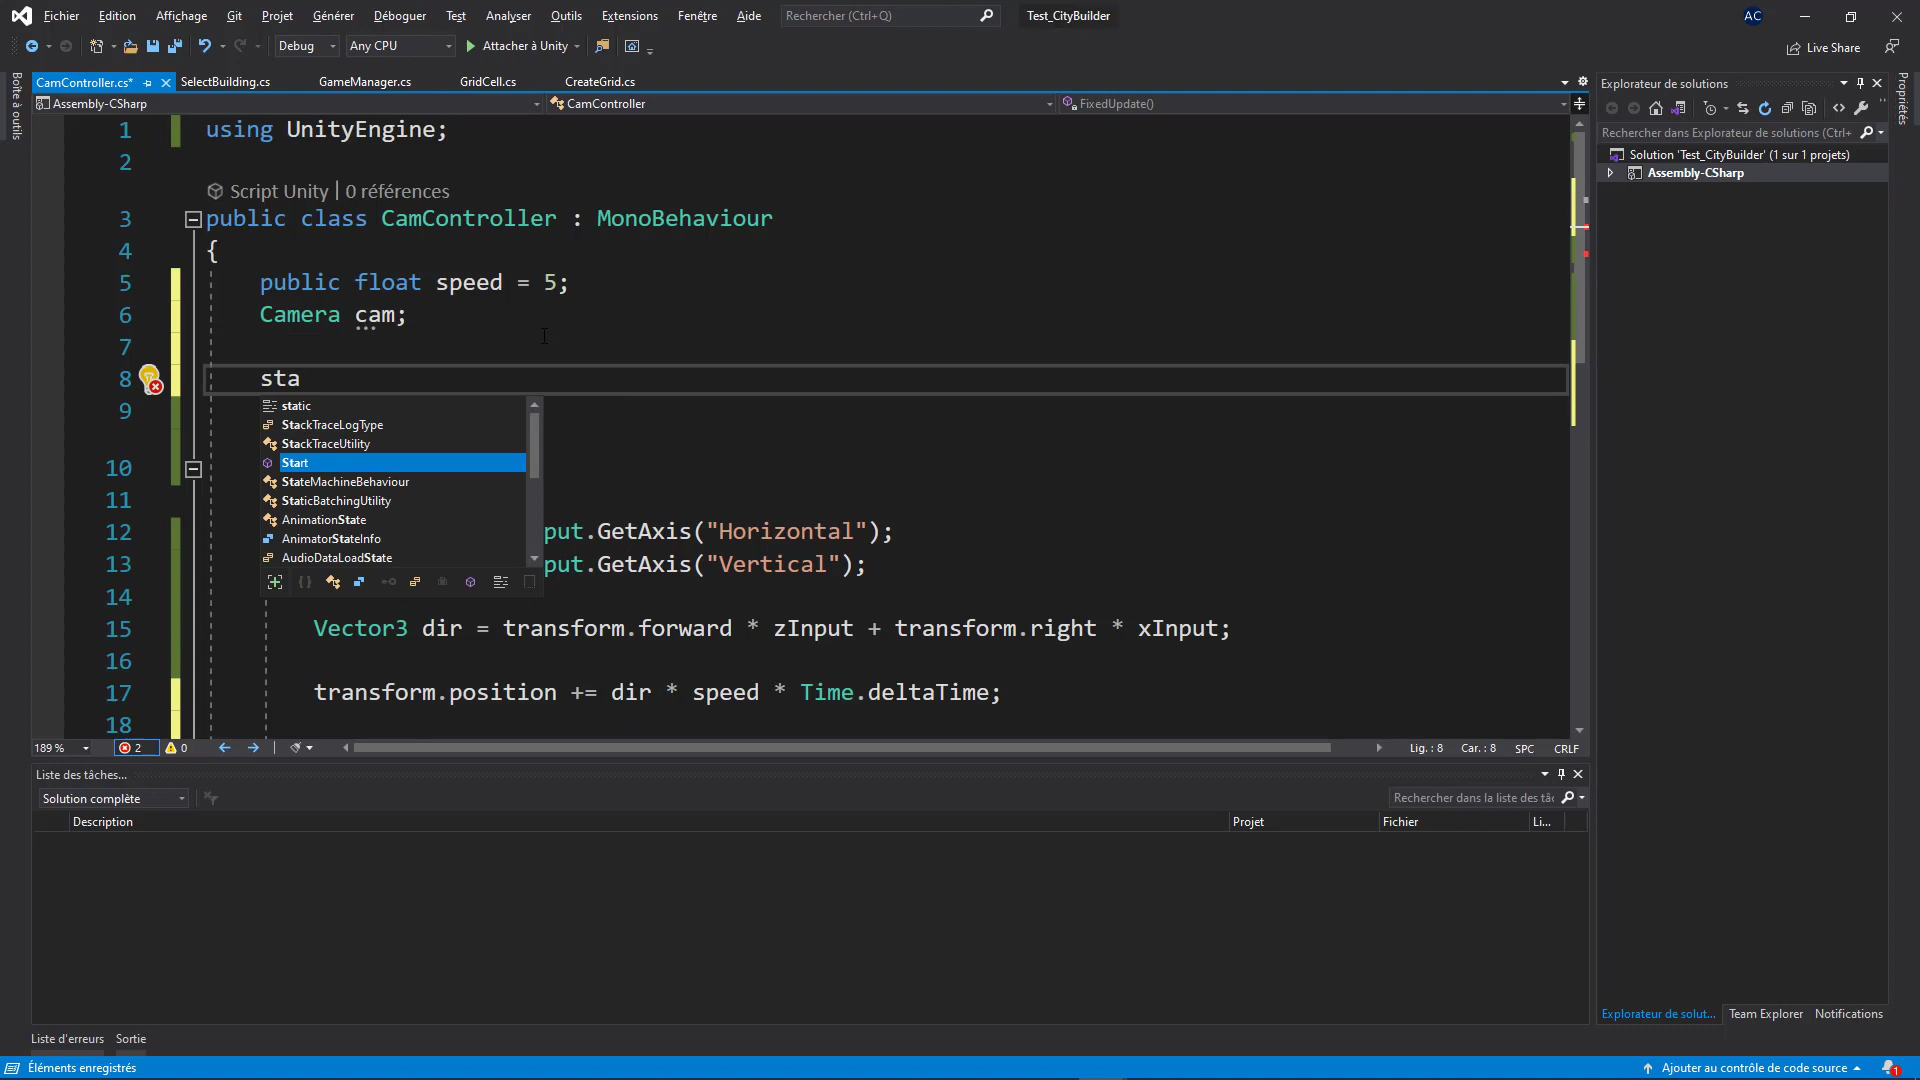 Fichier Edition Affichage Git Projet Générer Déboguer Test Analyser Outils Extensions Fenêtre Aide Rechercher (Ctrl+Q) Test_CityBuilder AC
Debug Any CPU Attacher à Unity Live Share
Boîte à outils
CamController.cs* SelectBuilding.cs GameManager.cs GridCell.cs CreateGrid.cs
Assembly-CSharp CamController FixedUpdate()
1 using UnityEngine;
2
Script Unity | 0 références
3 public class CamController : MonoBehaviour
4 {
5 public float speed = 5;
6 Camera cam;
7
8 sta
9
static
StackTraceLogType
StackTraceUtility
Start
StateMachineBehaviour
StaticBatchingUtility
AnimationState
AnimatorStateInfo
AudioDataLoadState
10
11
12 put.GetAxis("Horizontal");
13 put.GetAxis("Vertical");
14
15 Vector3 dir = transform.forward * zInput + transform.right * xInput;
16
17 transform.position += dir * speed * Time.deltaTime;
18
189 % 2 0 Lig. : 8 Car. : 8 SPC CRLF
Liste des tâches...
Solution complète Rechercher dans la liste des tâc
Description Projet Fichier Li...
Liste d'erreurs Sortie
Explorateur de solutions
Rechercher dans Explorateur de solutions (Ctrl+
Solution 'Test_CityBuilder' (1 sur 1 projets)
Assembly-CSharp
Explorateur de solut... Team Explorer Notifications
Propriétés
Éléments enregistrés Ajouter au contrôle de code source 1